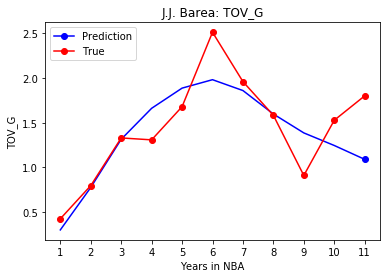 J.J. Barea: TOV_G
Prediction
True
2.5
2.0
1.5
1.0
0.5
TOV_G
1 2 3 4 5 6 7 8 9 10 11
Years in NBA